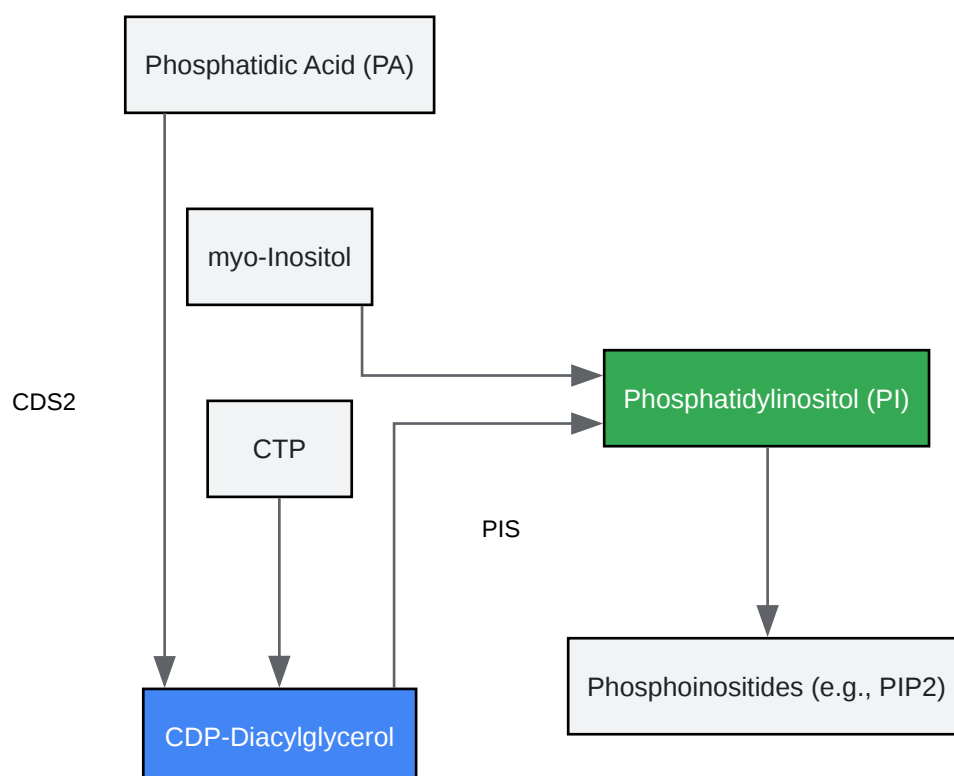 Phosphatidic Acid (PA)
myo-Inositol
Phosphatidylinositol (PI)
CDS2
CTP
PIS
Phosphoinositides (e.g., PIP2)
CDP-Diacylglycerol